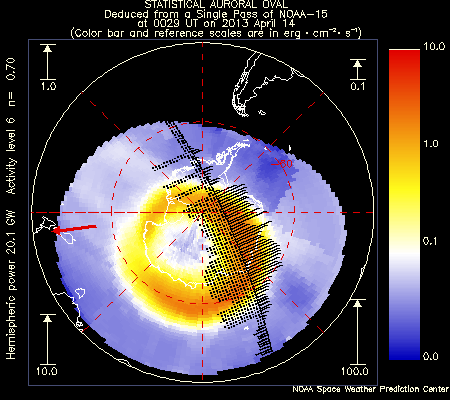 STATISTICAL AURORAL OVAL
Deduced from a Single Pass of NOAA-15
at 0029 UT on 2013 April 14
(Color bar and reference scales are in erg · cm⁻² · s⁻¹)
Hemispheric power 20.1 GW Activity level 6 n= 0.70
1.0
0.1
10.0
100.0
10.0
1.0
0.1
0.0
NOAA Space Weather Prediction Center